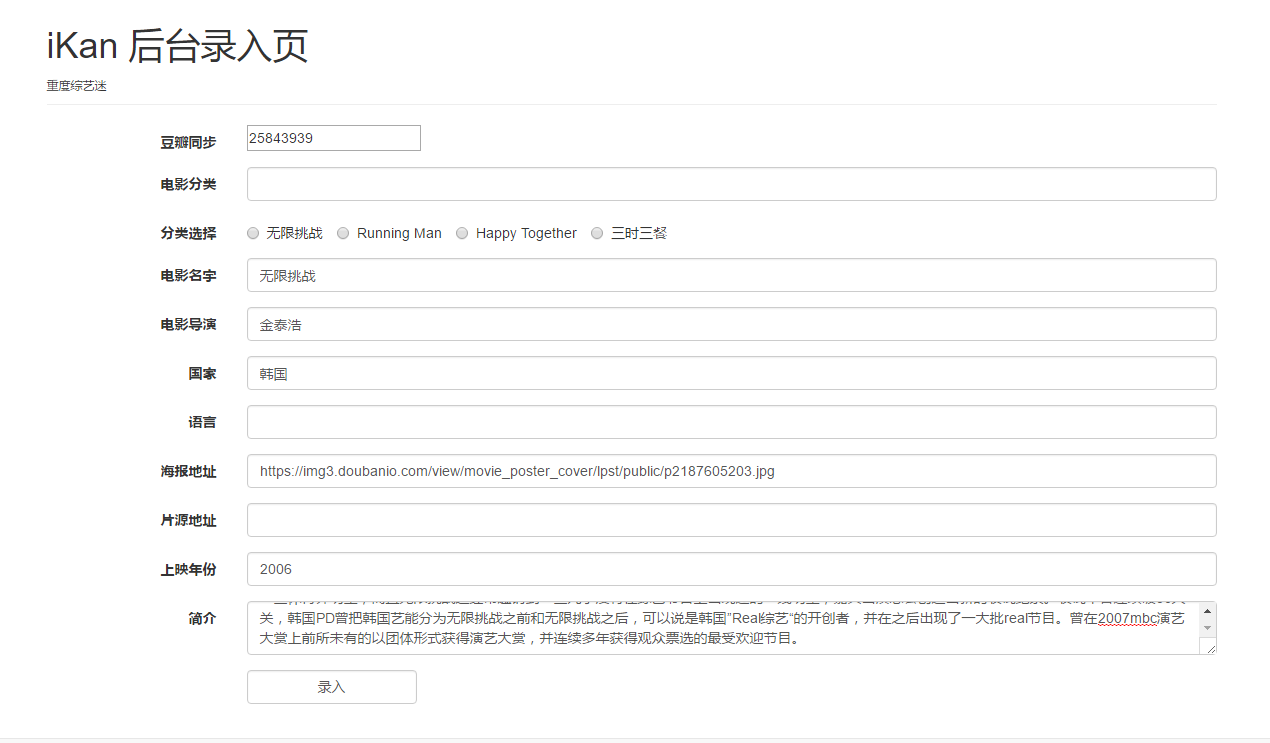 iKan 后台录入页
重度综艺迷
豆瓣同步 25843939
电影分类
分类选择 无限挑战 Running Man Happy Together 三时三餐
电影名字 无限挑战
电影导演 金泰浩
国家 韩国
语言
海报地址 https://img3.doubanio.com/view/movie_poster_cover/lpst/public/p2187605203.jpg
片源地址
上映年份 2006
简介
关，韩国PD曾把韩国艺能分为无限挑战之前和无限挑战之后，可以说是韩国”Real综艺“的开创者，并在之后出现了一大批real节目。曾在2007mbc演艺
大赏上前所未有的以团体形式获得演艺大赏，并连续多年获得观众票选的最受欢迎节目。
录入